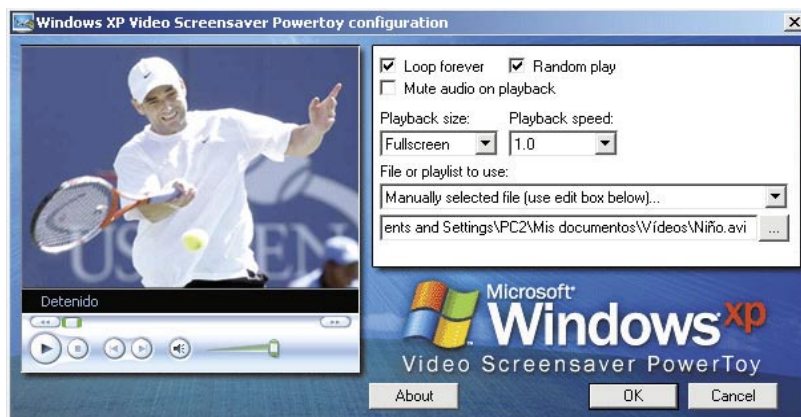 Windows XP Video Screensaver Powertoy configuration
Loop forever
Random play
Mute audio on playback
Playback size:
Playback speed:
Fullscreen
1.0
File or playlist to use:
Manually selected file (use edit box below)...
ents and Settings\PC2\Mis documentos\Vídeos\Niño.avi
...
Detenido
Microsoft
Windows xp
Video Screensaver PowerToy
About
OK
Cancel